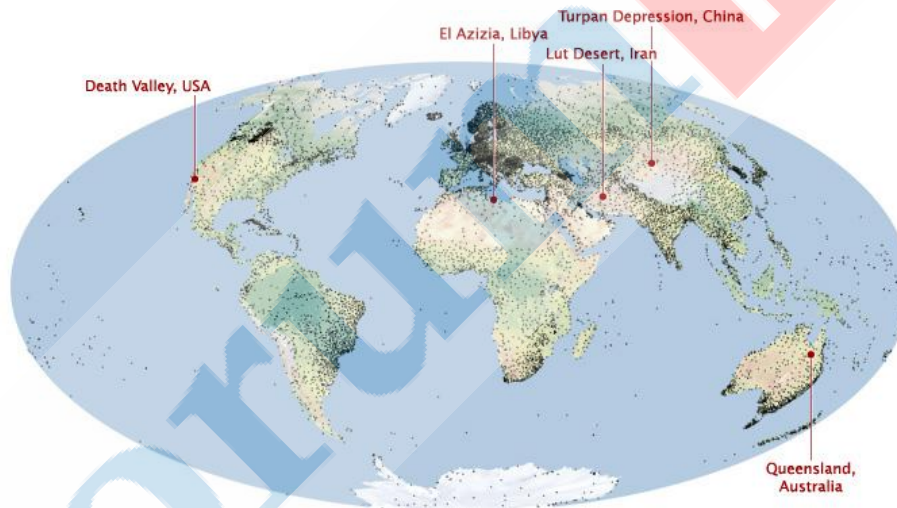 Turpan Depression, China
El Azizia, Libya
Lut Desert, Iran
Death Valley, USA
Queensland,
Australia